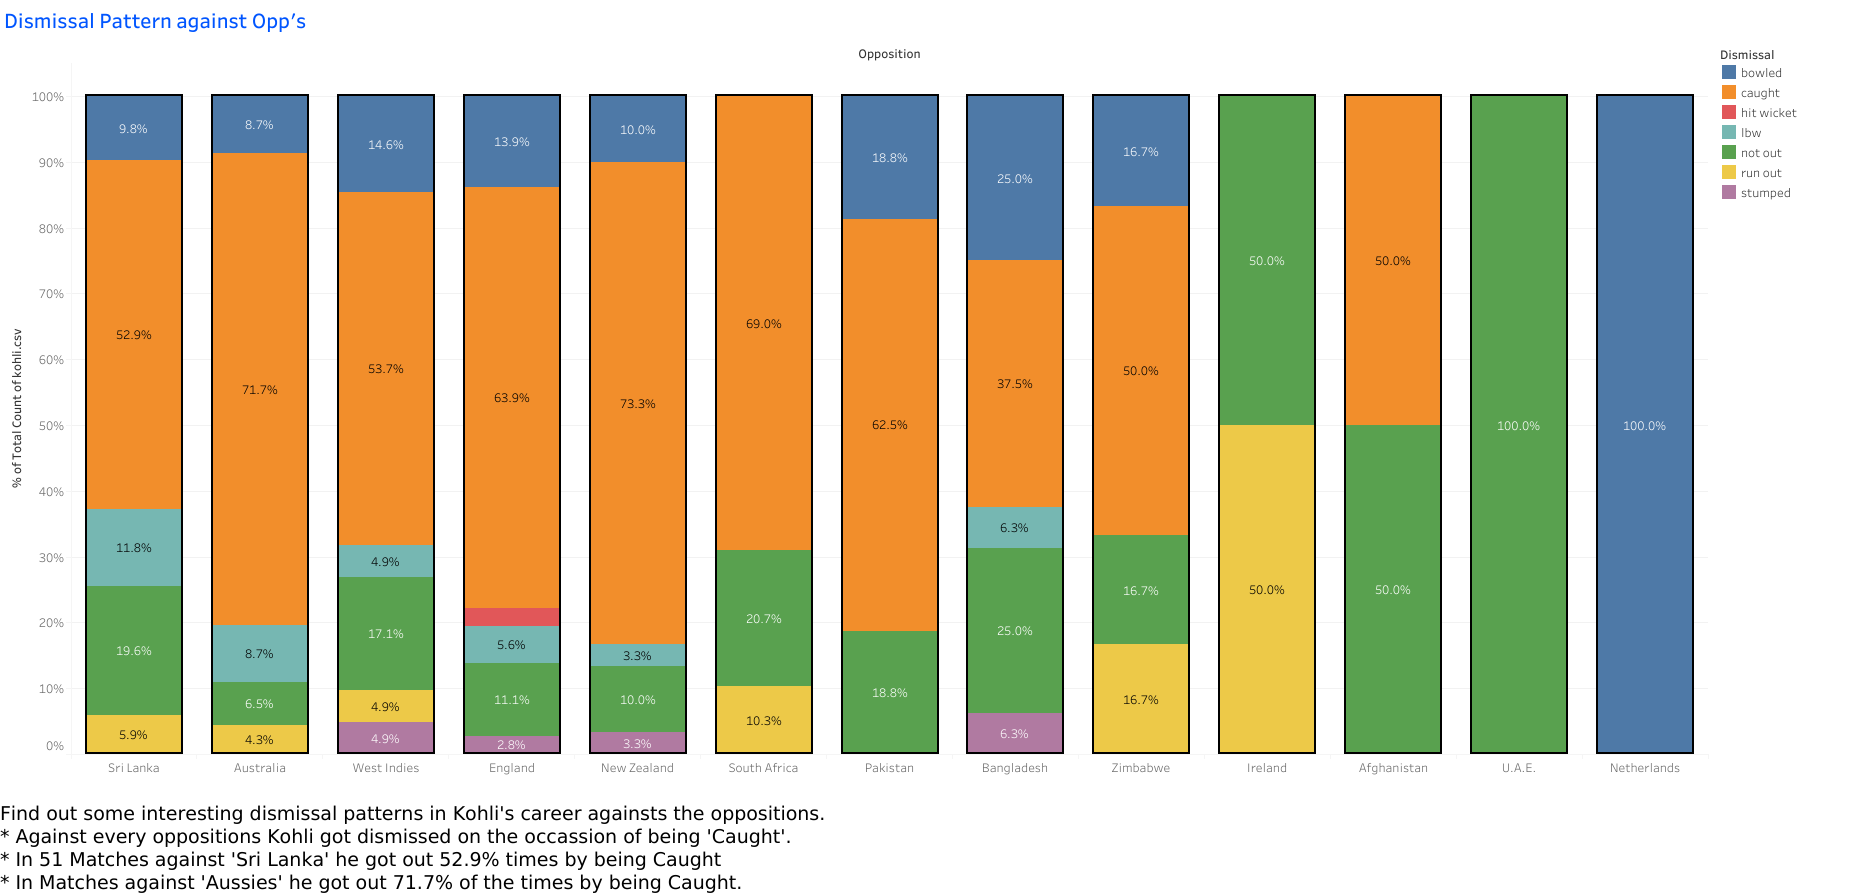 Dismissal Pattern against Opp's
Opposition
Dismissal
bowled
caught
hit wicket
lbw
not out
run out
stumped
% of Total Count of kohli.csv
100%
90%
80%
70%
60%
50%
40%
30%
20%
10%
0%
9.8%
52.9%
11.8%
19.6%
5.9%
8.7%
71.7%
8.7%
6.5%
4.3%
14.6%
53.7%
4.9%
17.1%
4.9%
4.9%
13.9%
63.9%
5.6%
11.1%
2.8%
10.0%
73.3%
3.3%
10.0%
3.3%
69.0%
20.7%
10.3%
18.8%
62.5%
18.8%
25.0%
37.5%
6.3%
25.0%
6.3%
16.7%
50.0%
16.7%
16.7%
50.0%
50.0%
50.0%
50.0%
100.0%
100.0%
Sri Lanka
Australia
West Indies
England
New Zealand
South Africa
Pakistan
Bangladesh
Zimbabwe
Ireland
Afghanistan
U.A.E.
Netherlands
Find out some interesting dismissal patterns in Kohli's career againsts the oppositions.
* Against every oppositions Kohli got dismissed on the occassion of being 'Caught'.
* In 51 Matches against 'Sri Lanka' he got out 52.9% times by being Caught
* In Matches against 'Aussies' he got out 71.7% of the times by being Caught.